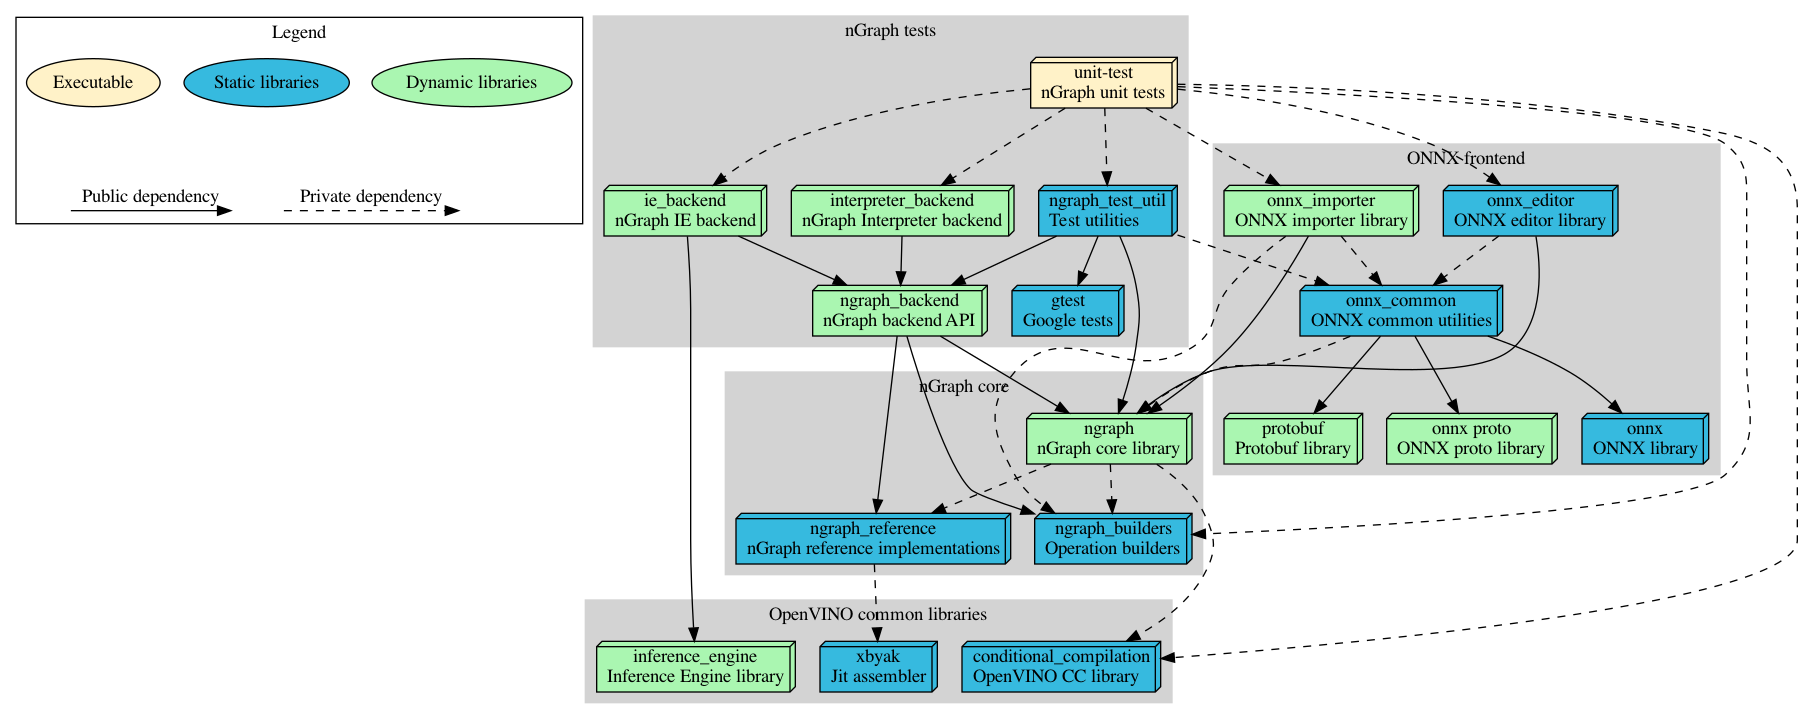 Legend
Executable
Static libraries
Dynamic libraries
Public dependency
Private dependency
nGraph tests
unit-test
nGraph unit tests
ie_backend
nGraph IE backend
interpreter_backend
nGraph Interpreter backend
ngraph_test_util
Test utilities
ngraph_backend
nGraph backend API
gtest
Google tests
ONNX frontend
onnx_importer
ONNX importer library
onnx_editor
ONNX editor library
onnx_common
ONNX common utilities
protobuf
Protobuf library
onnx proto
ONNX proto library
onnx
ONNX library
nGraph core
ngraph
nGraph core library
ngraph_reference
nGraph reference implementations
ngraph_builders
Operation builders
OpenVINO common libraries
inference_engine
Inference Engine library
xbyak
Jit assembler
conditional_compilation
OpenVINO CC library